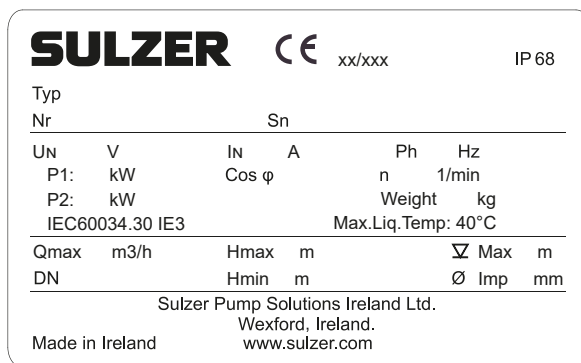 SULZER CE xx/xxx IP 68
Typ
Nr Sn
UN V IN A Ph Hz
P1: kW Cos φ n 1/min
P2: kW Weight kg
IEC60034.30 IE3 Max.Liq.Temp: 40°C
Qmax m3/h Hmax m Max m
DN Hmin m Ø Imp mm
Sulzer Pump Solutions Ireland Ltd.
Wexford, Ireland.
Made in Ireland www.sulzer.com